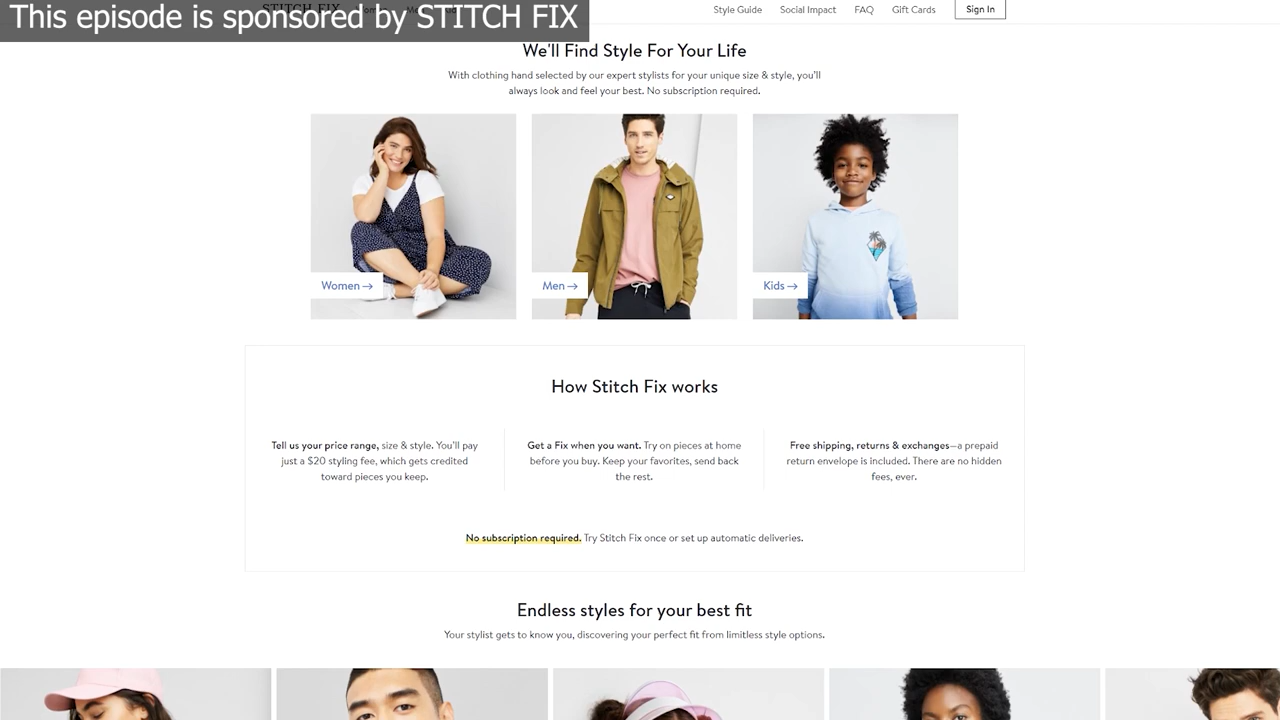 This episode is sponsored by STITCH FIX
STITCH FIX
Style Guide Social Impact FAQ Gift Cards Sign In
We'll Find Style For Your Life
With clothing hand selected by our expert stylists for your unique size & style, you'll
always look and feel your best. No subscription required.
Women →
Men →
Kids →
How Stitch Fix works
Tell us your price range, size & style. You'll pay
just a $20 styling fee, which gets credited
toward pieces you keep.
Get a Fix when you want. Try on pieces at home
before you buy. Keep your favorites, send back
the rest.
Free shipping, returns & exchanges—a prepaid
return envelope is included. There are no hidden
fees, ever.
No subscription required. Try Stitch Fix once or set up automatic deliveries.
Endless styles for your best fit
Your stylist gets to know you, discovering your perfect fit from limitless style options.